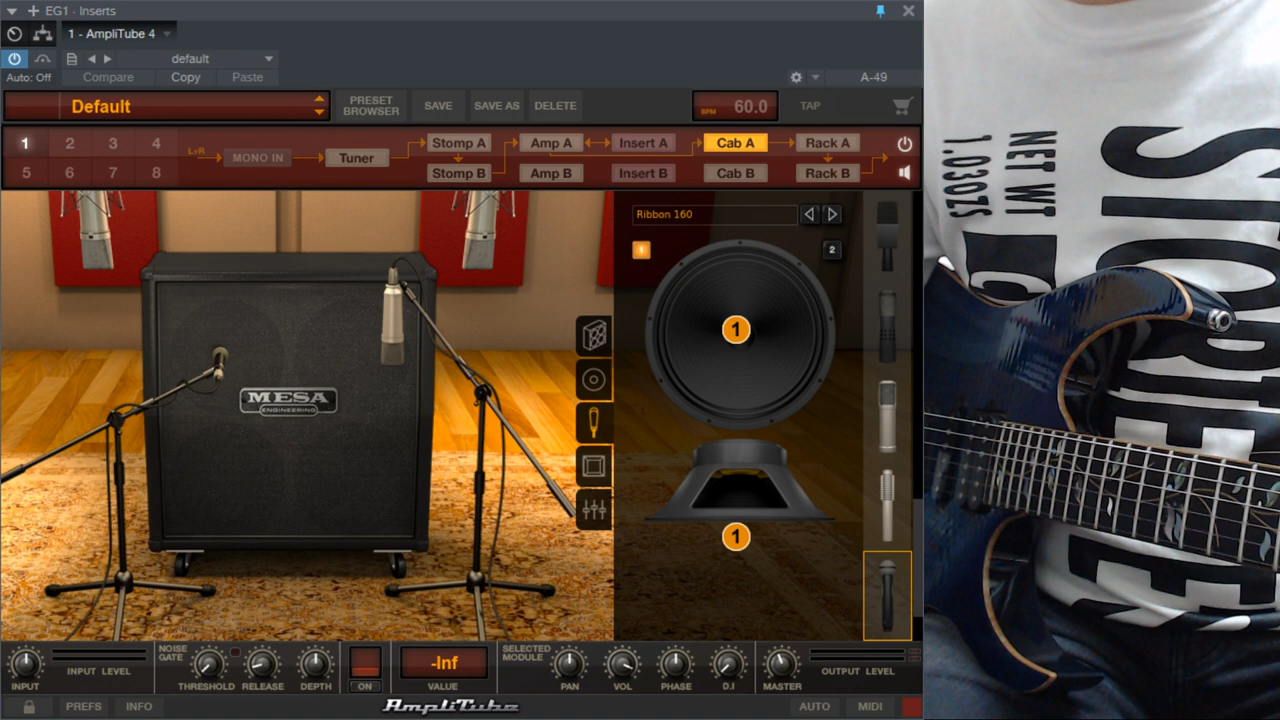 EG1 - Inserts
1 - AmpliTube 4
default
Auto: Off
Compare
Copy
Paste
A-49
Default
PRESET
BROWSER
SAVE
SAVE AS
DELETE
BPM 60.0
TAP
1 2 3 4
5 6 7 8
L+R
MONO IN
Tuner
Stomp A
Amp A
Insert A
Cab A
Rack A
Stomp B
Amp B
Insert B
Cab B
Rack B
Ribbon 160
1
2
1
1
MESA
ENGINEERING
INPUT
INPUT LEVEL
NOISE
GATE
THRESHOLD
RELEASE
DEPTH
ON
-Inf
VALUE
SELECTED
MODULE
PAN
VOL
PHASE
D.I
MASTER
OUTPUT LEVEL
PREFS
INFO
AmpliTube
AUTO
MIDI
NET WT
1.03OZS